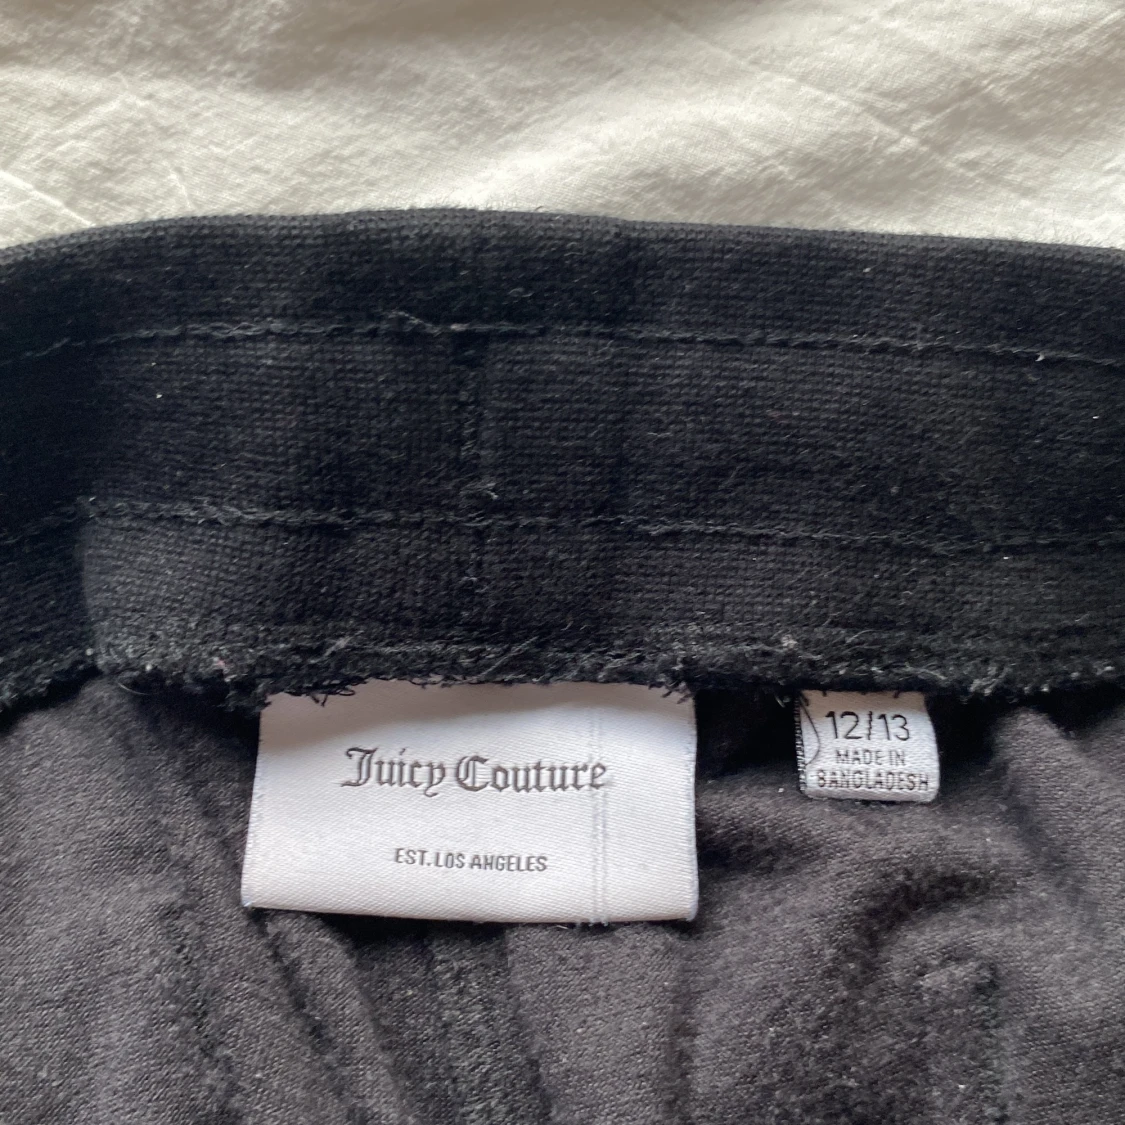 Juicy Couture
EST. LOS ANGELES
12/13
MADE IN
BANGLADESH